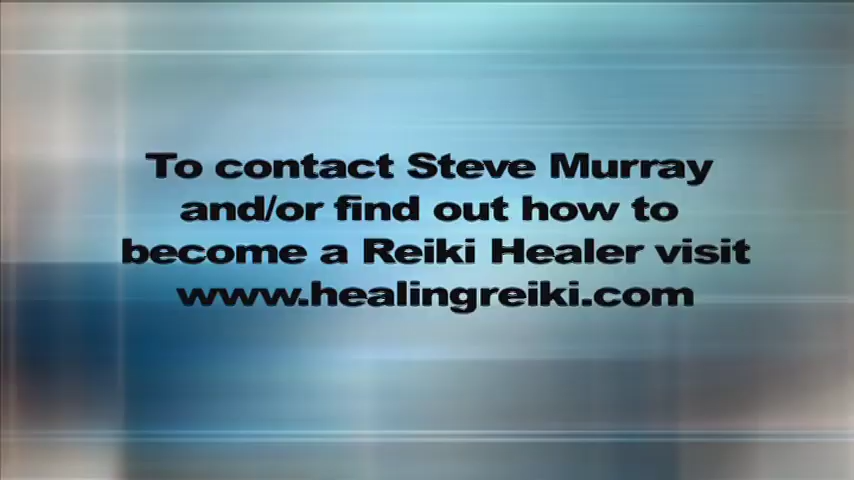 To contact Steve Murray
and/or find out how to
become a Reiki Healer visit
www.healingreiki.com